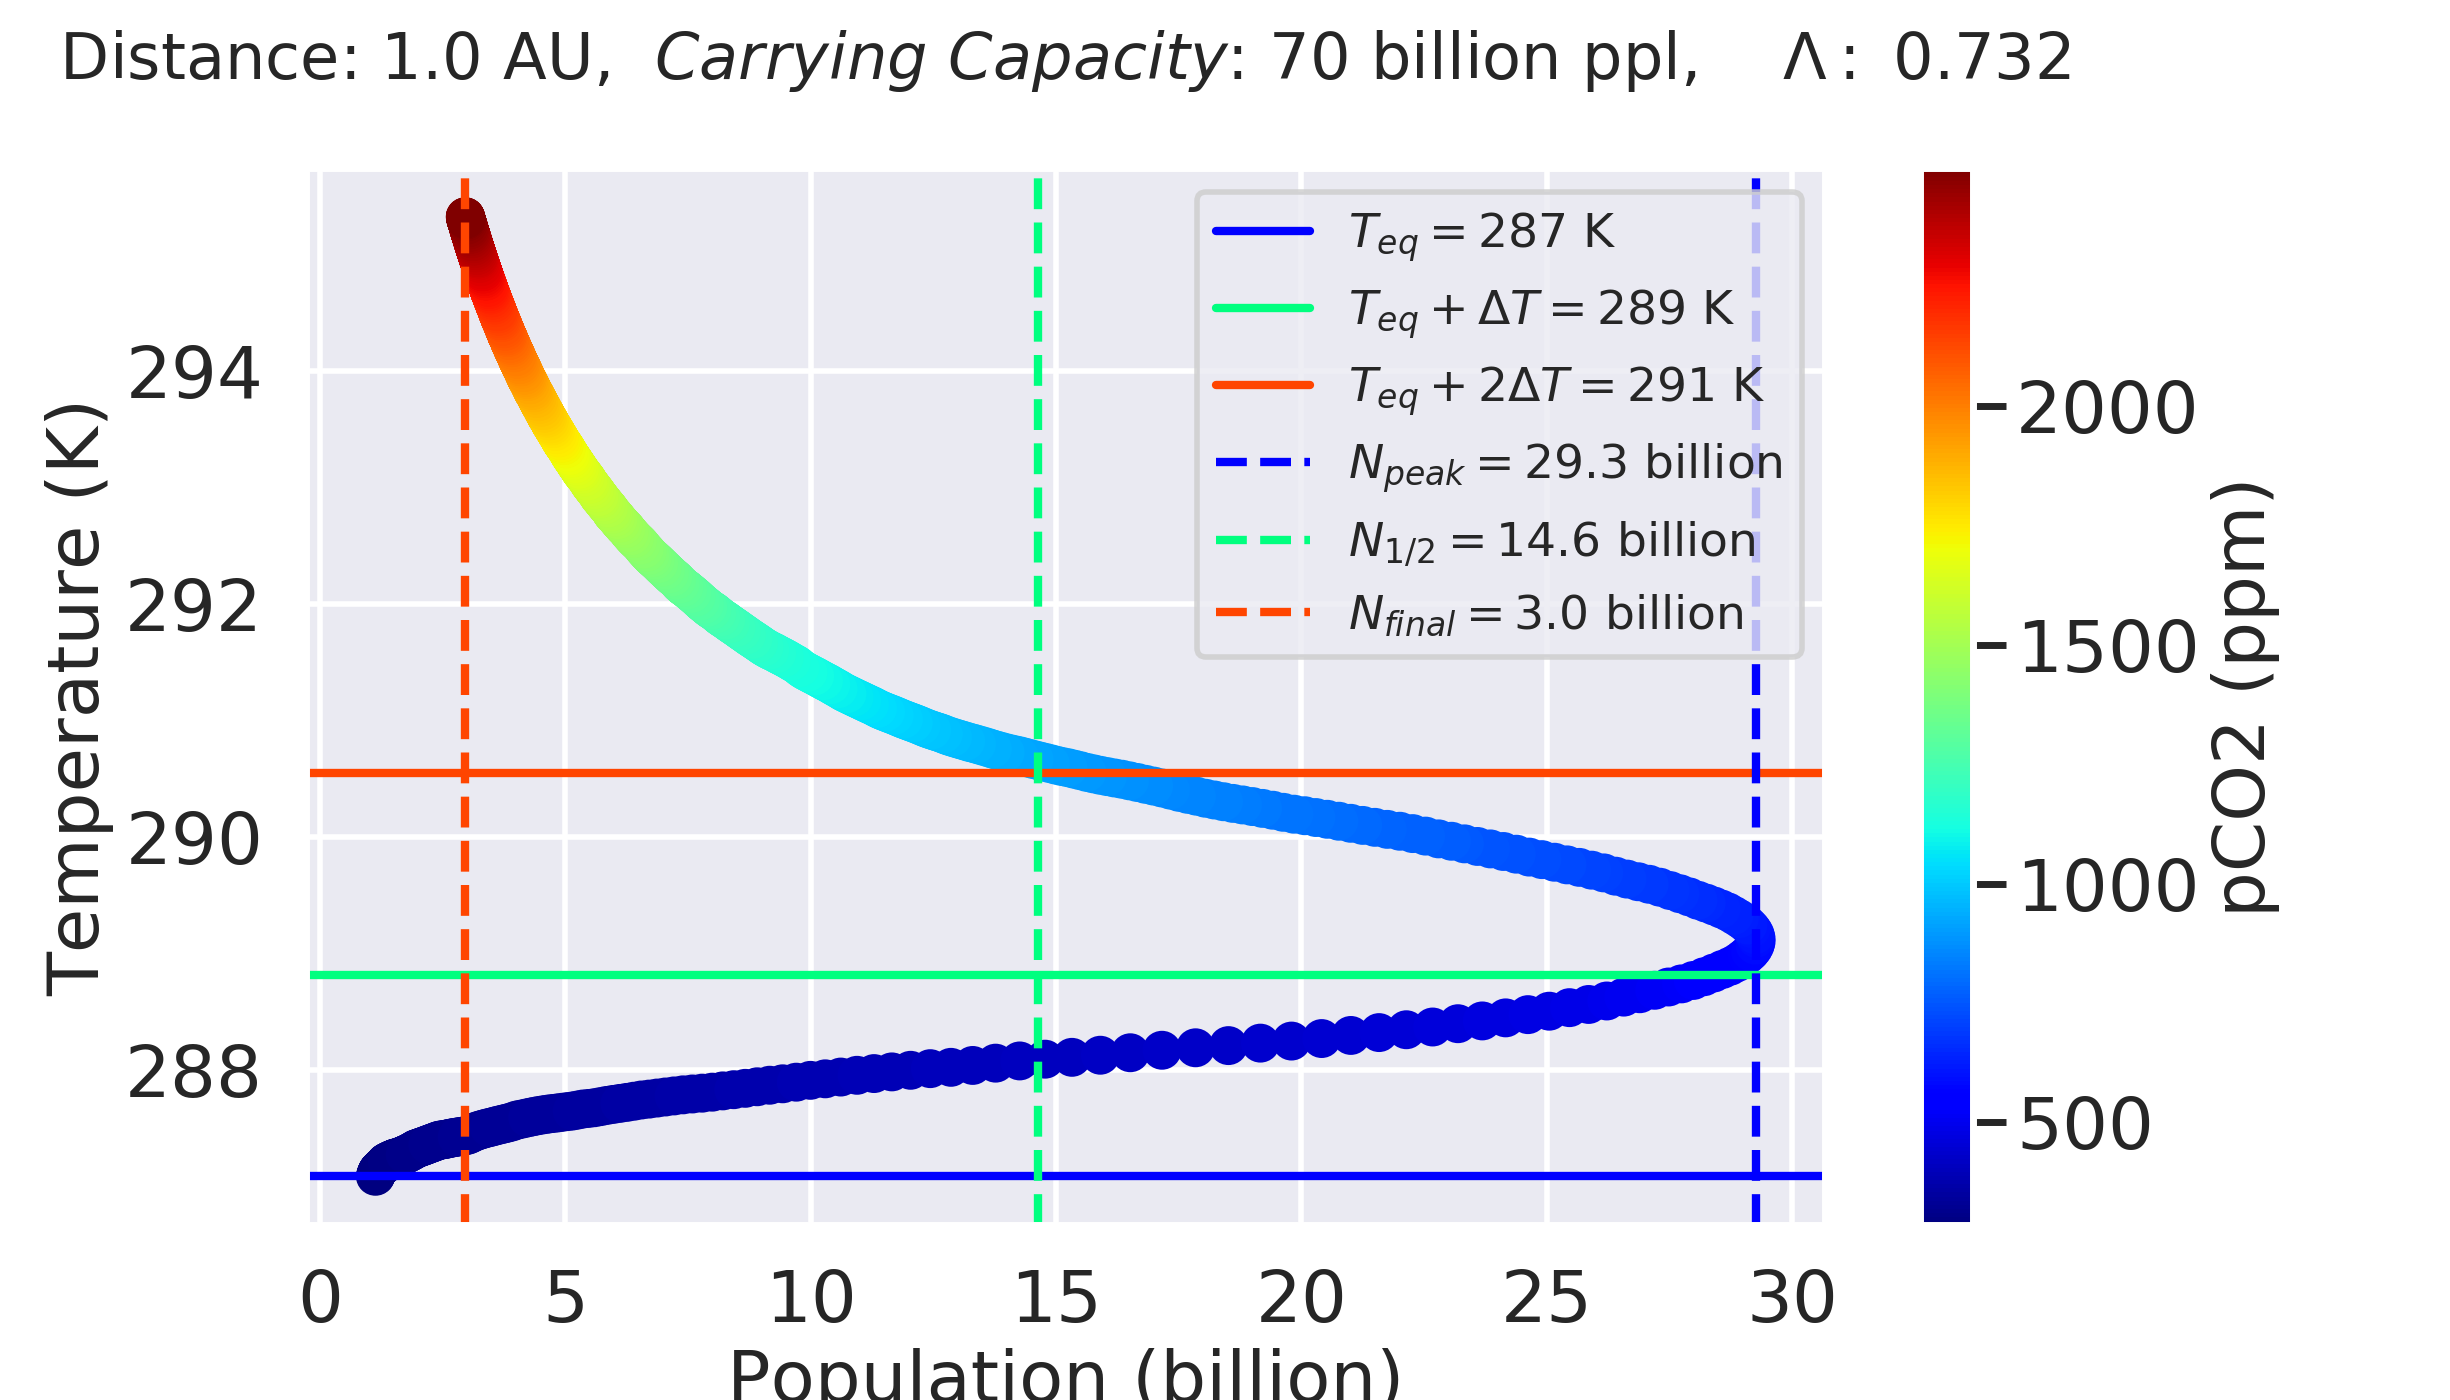 Distance: 1.0 AU, Carrying Capacity: 70 billion ppl, Λ: 0.732
T_eq = 287 K
T_eq + ΔT = 289 K
T_eq + 2ΔT = 291 K
N_peak = 29.3 billion
N_1/2 = 14.6 billion
N_final = 3.0 billion
Temperature (K)
294
292
290
288
0 5 10 15 20 25 30
Population (billion)
2000
1500
1000
500
pCO2 (ppm)